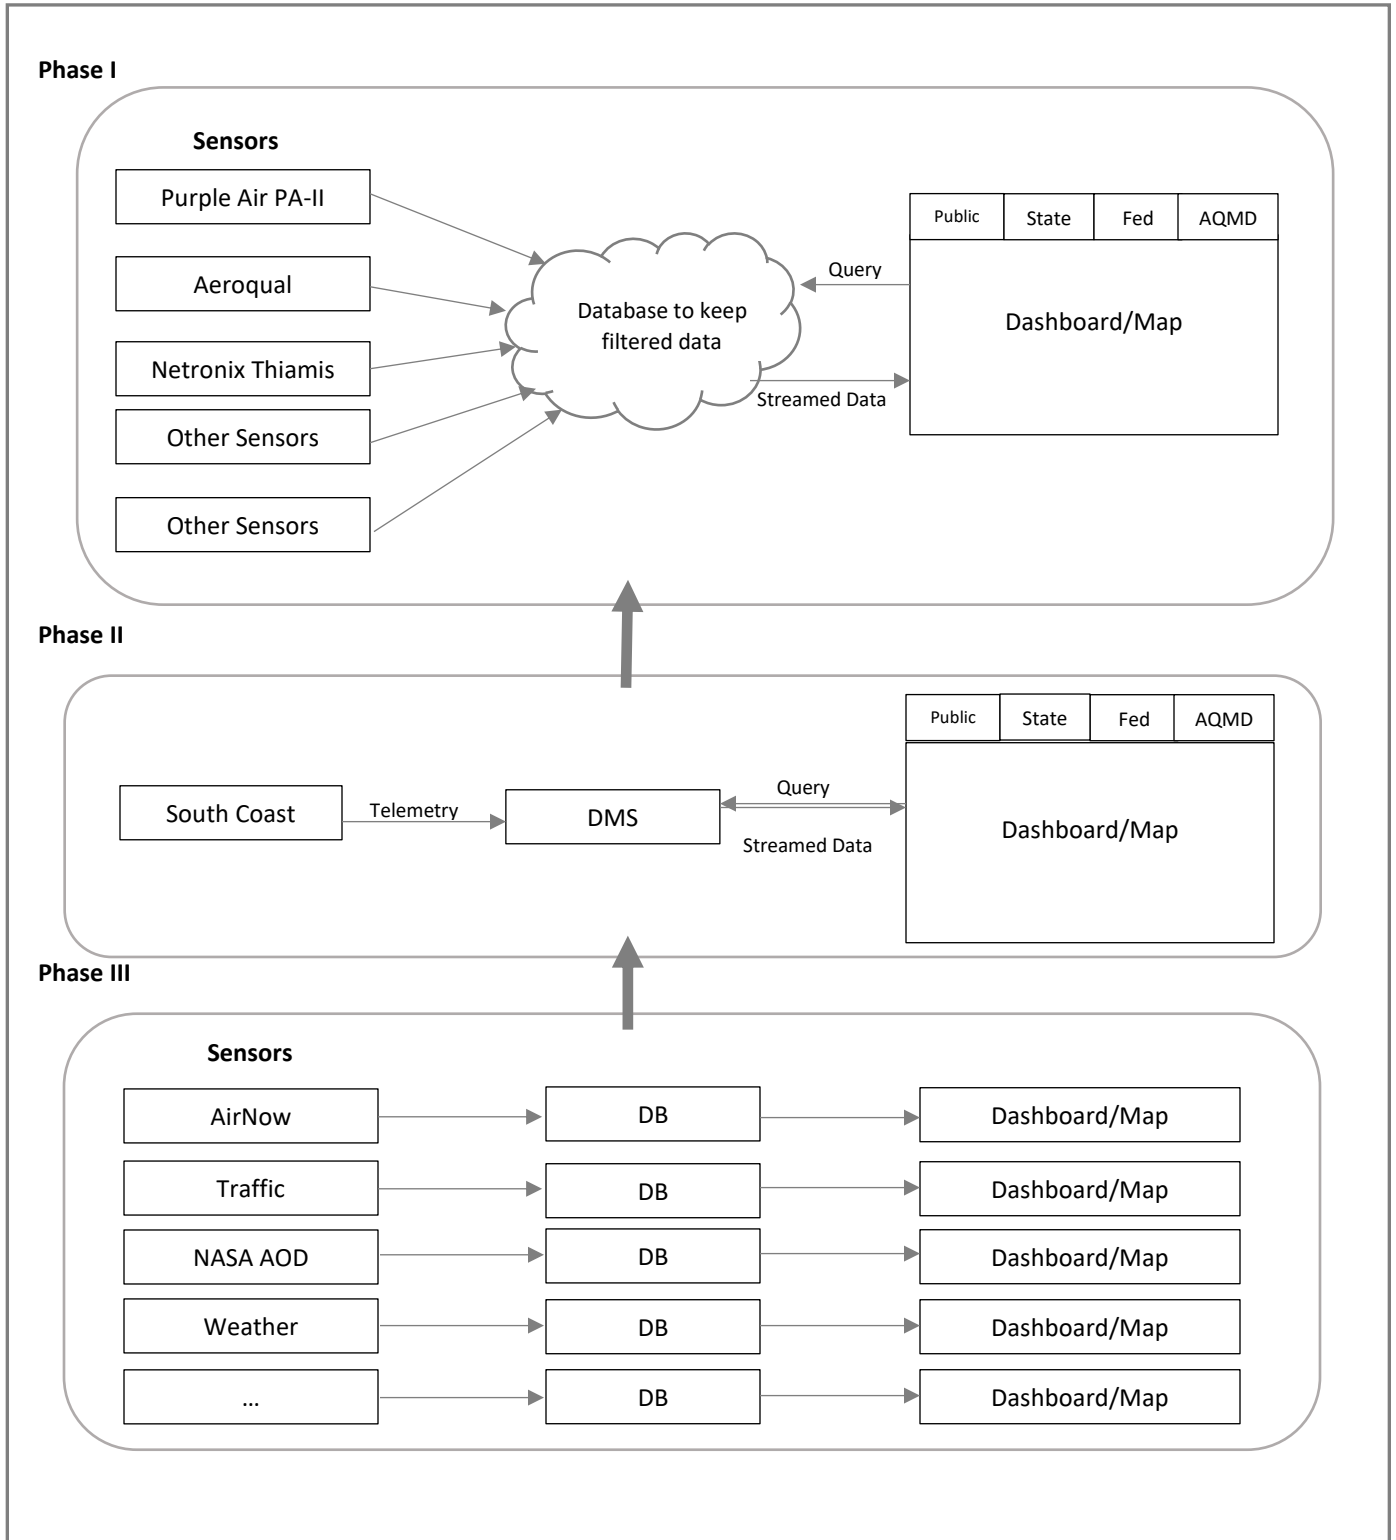 Phase I
Sensors
Purple Air PA-II
Aeroqual
Netronix Thiamis
Other Sensors
Other Sensors
Database to keep
filtered data
Query
Streamed Data
Public State Fed AQMD
Dashboard/Map
Phase II
South Coast
Telemetry
DMS
Query
Streamed Data
Public State Fed AQMD
Dashboard/Map
Phase III
Sensors
AirNow DB Dashboard/Map
Traffic DB Dashboard/Map
NASA AOD DB Dashboard/Map
Weather DB Dashboard/Map
... DB Dashboard/Map